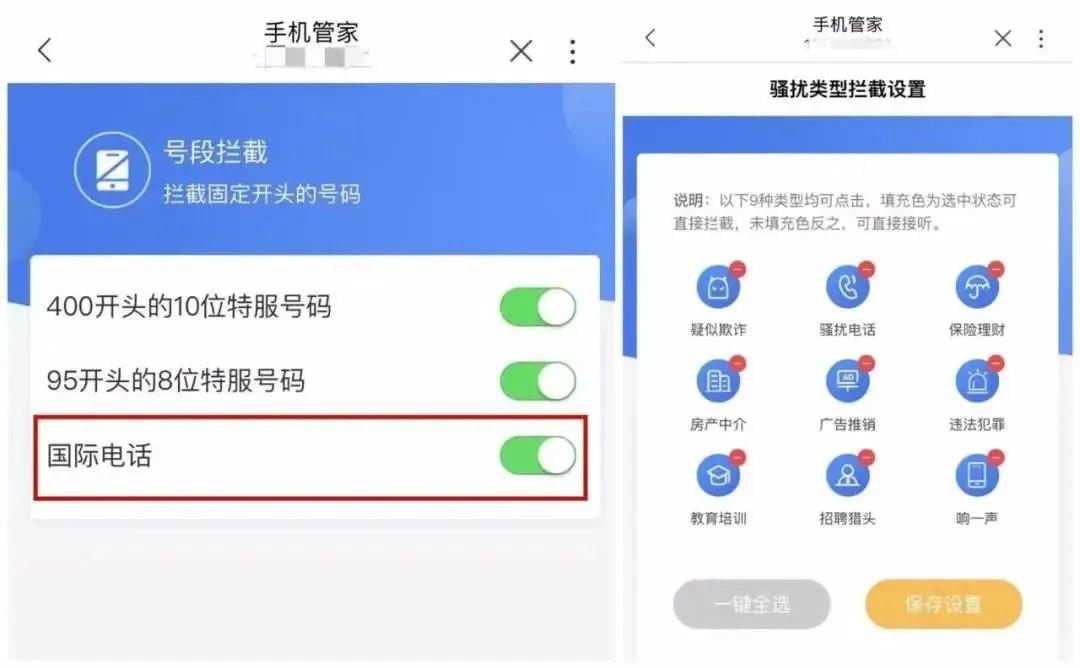 手机管家
号段拦截
拦截固定开头的号码
400开头的10位特服号码
95开头的8位特服号码
国际电话
手机管家
骚扰类型拦截设置
说明：以下9种类型均可点击，填充色为选中状态可
直接拦截，未填充色反之，可直接接听。
疑似欺诈
骚扰电话
保险理财
房产中介
AD
广告推销
违法犯罪
教育培训
招聘猎头
响一声
一键全选
保存设置